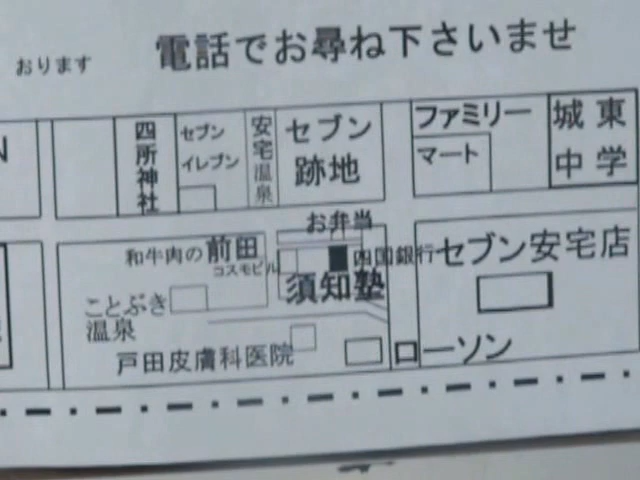 電話でお尋ね下さいませ
おります
四所神社
セブン
イレブン
安宅温泉
セブン
跡地
ファミリー
マート
城東
中学
お弁当
和牛肉の前田
コスモビル
四国銀行
セブン安宅店
須知塾
ことぶき
温泉
戸田皮膚科医院
ローソン